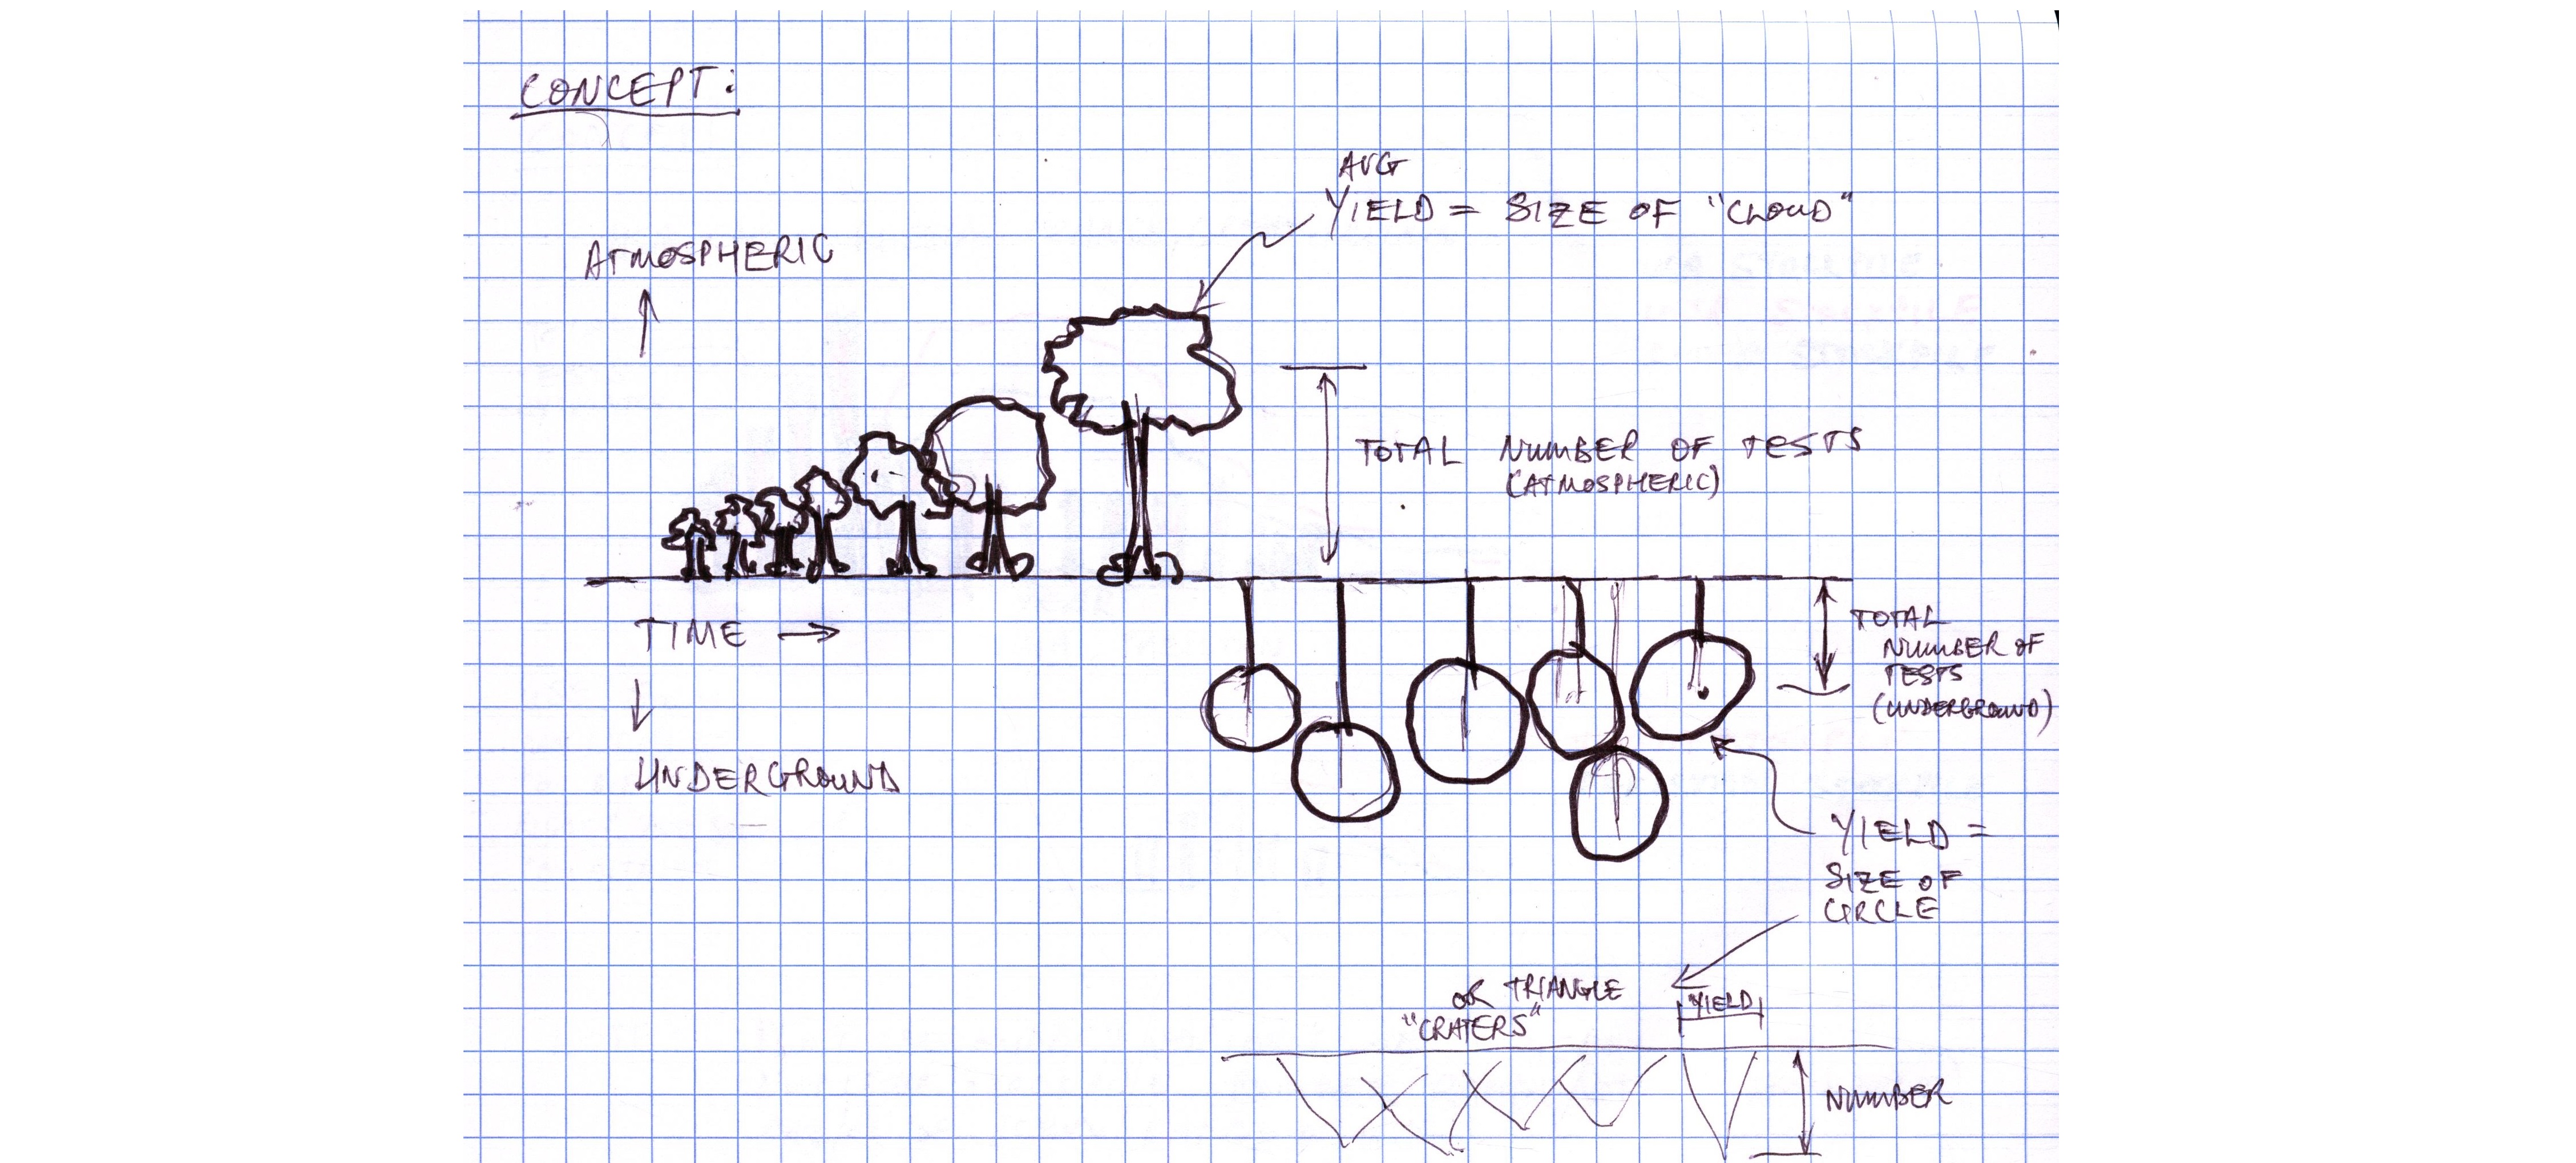 CONCEPT:
AVG
YIELD = SIZE OF "CLOUD"
ATMOSPHERIC
TOTAL NUMBER OF TESTS
(ATMOSPHERIC)
TIME →
TOTAL
NUMBER OF
TESTS
(UNDERGROUND)
UNDERGROUND
YIELD =
SIZE OF
CIRCLE
OR TRIANGLE
"CRATERS"
YIELD
NUMBER